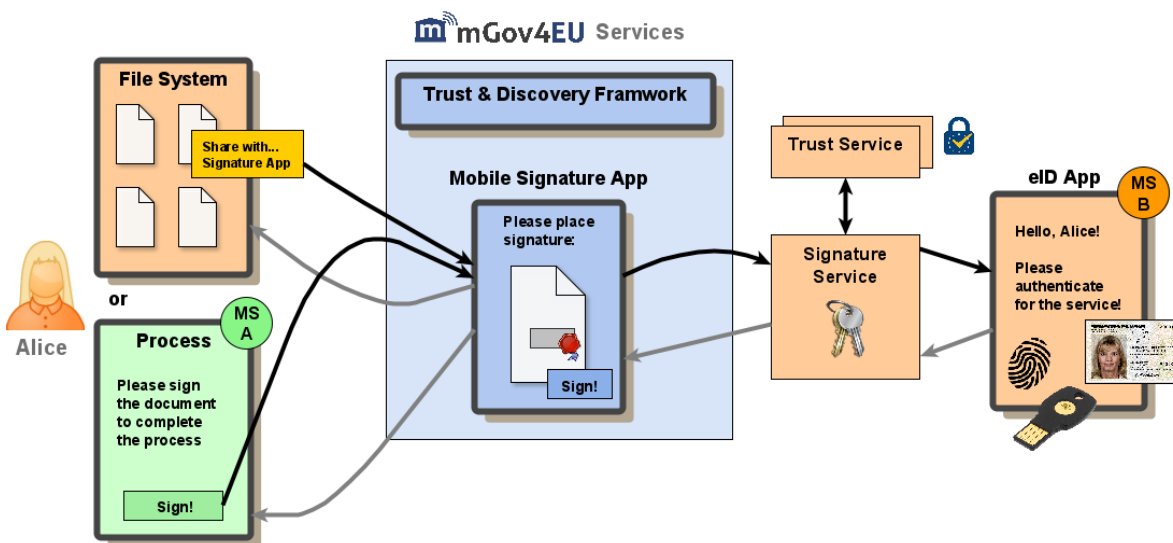 mGov4EU Services
File System
Share with...
Signature App
Alice
or
MS
A
Process
Please sign
the document
to complete
the process
Sign!
Trust & Discovery Framwork
Mobile Signature App
Please place
signature:
Sign!
Trust Service
Signature
Service
eID App
MS
B
Hello, Alice!
Please
authenticate
for the service!